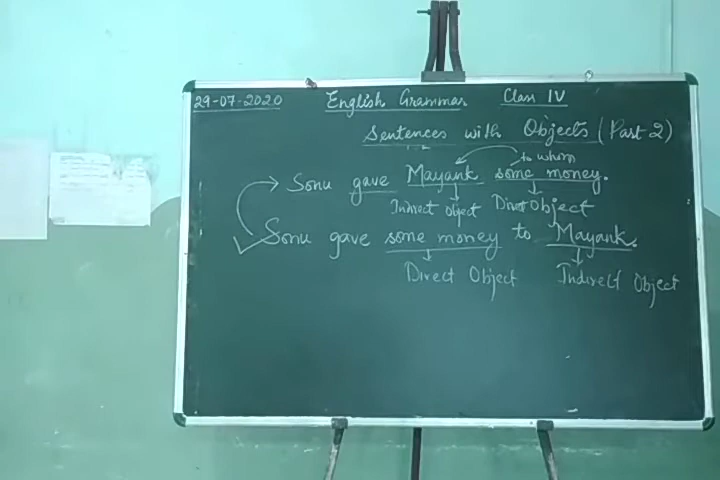 29-07-2020 English Grammar Class IV
Sentences with Objects (Part 2)
to whom
Sonu gave Mayank some money.
Indirect Object Direct Object
Sonu gave some money to Mayank.
Direct Object Indirect Object